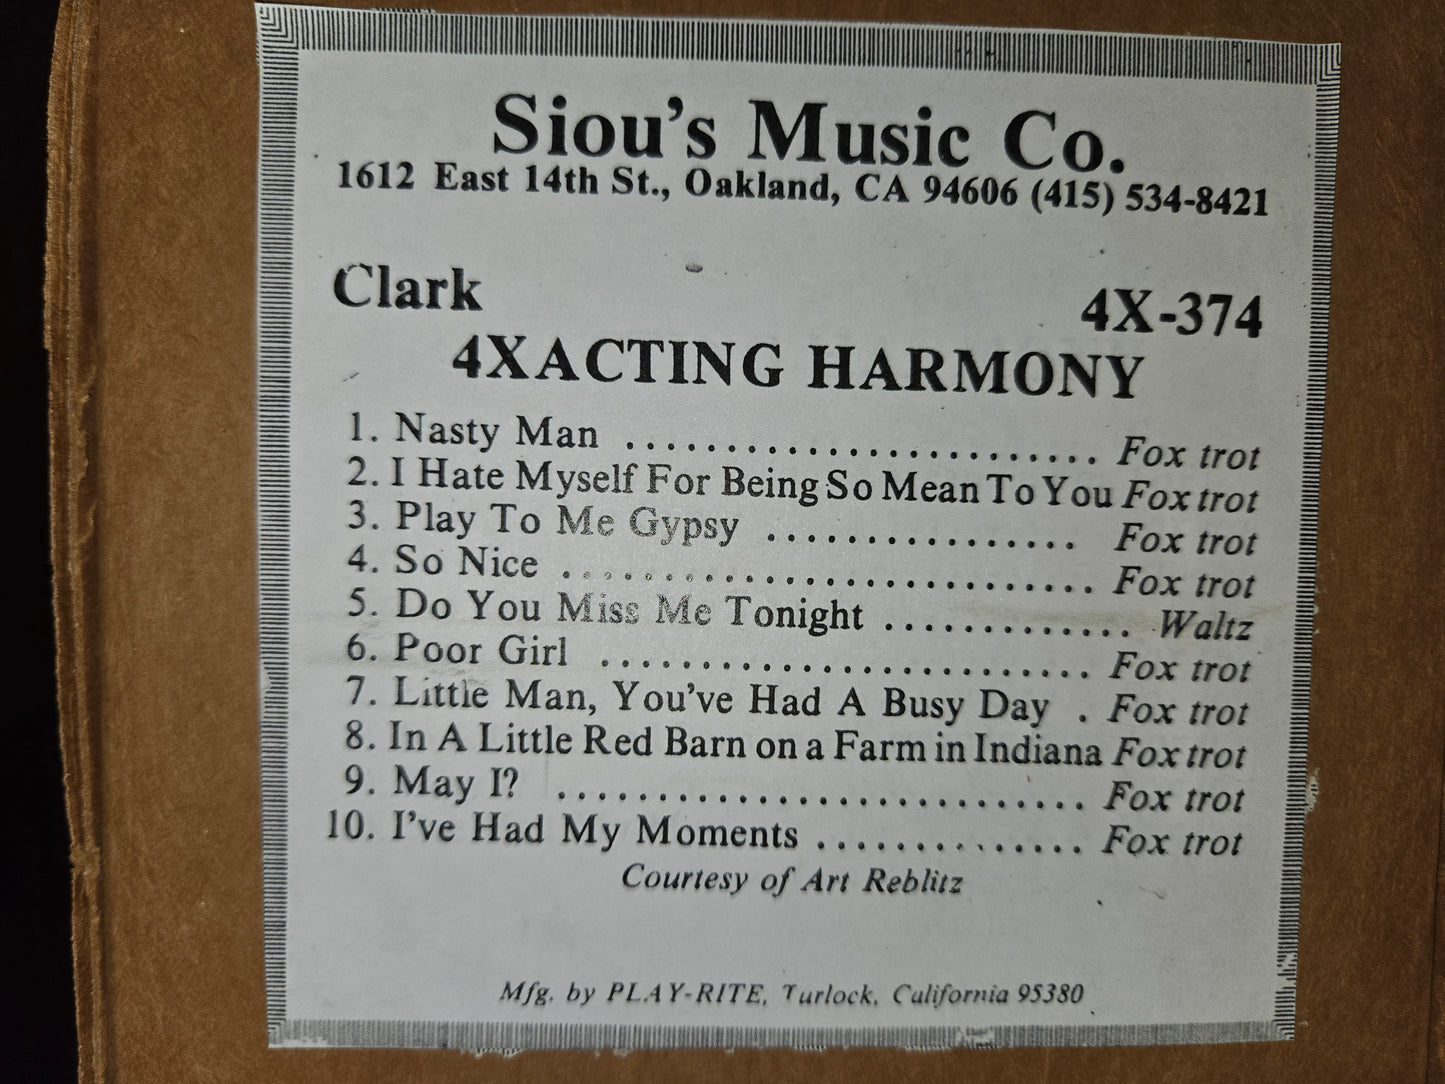 Siou's Music Co.
1612 East 14th St., Oakland, CA 94606 (415) 534-8421
Clark 4X-374
4XACTING HARMONY
1. Nasty Man ........................ Fox trot
2. I Hate Myself For Being So Mean To You Fox trot
3. Play To Me Gypsy ................ Fox trot
4. So Nice ........................... Fox trot
5. Do You Miss Me Tonight ............. Waltz
6. Poor Girl ......................... Fox trot
7. Little Man, You've Had A Busy Day . Fox trot
8. In A Little Red Barn on a Farm in Indiana Fox trot
9. May I? ........................... Fox trot
10. I've Had My Moments .............. Fox trot
Courtesy of Art Reblitz
Mfg. by PLAY-RITE, Turlock, California 95380